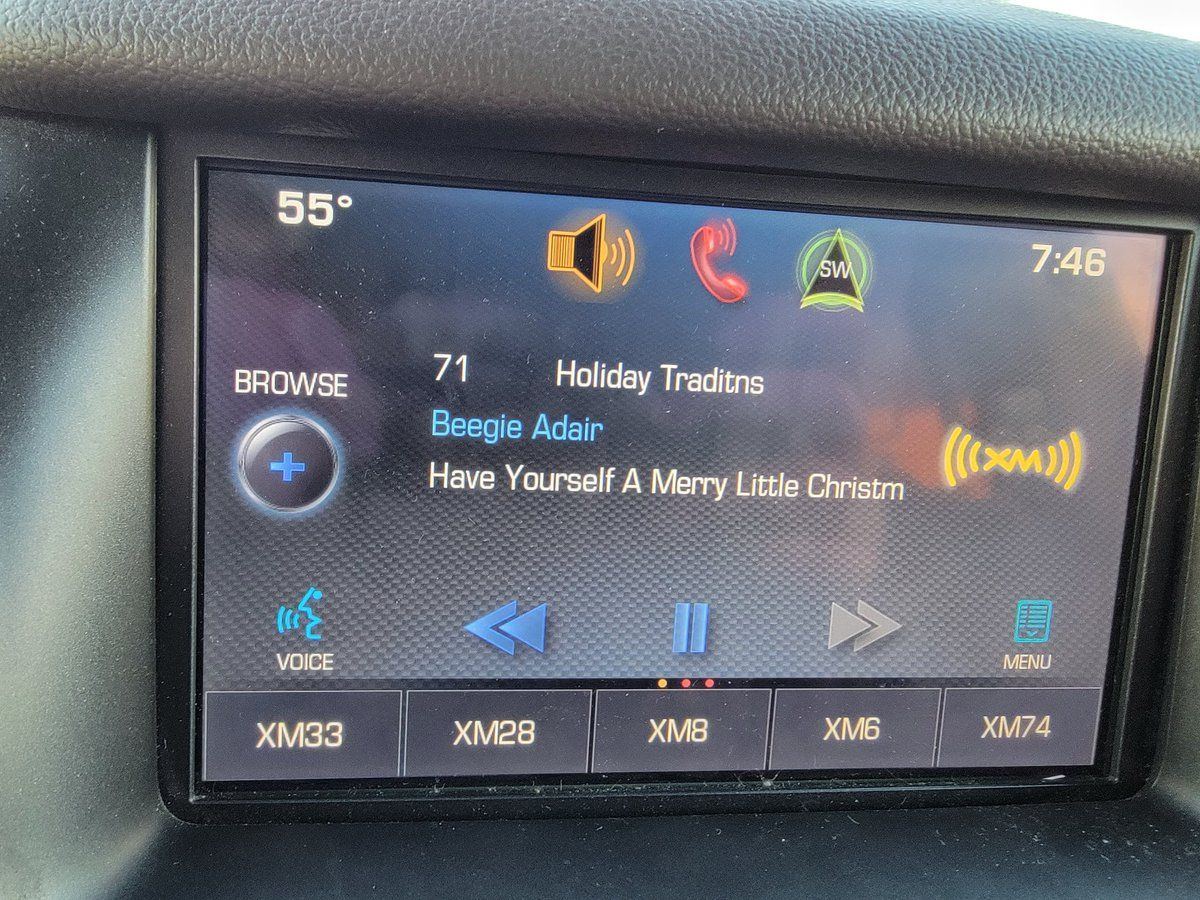 55°
SW
7:46
71 Holiday Traditns
BROWSE
Beegie Adair
Have Yourself A Merry Little Christm
XM
VOICE
MENU
XM33
XM28
XM8
XM6
XM74